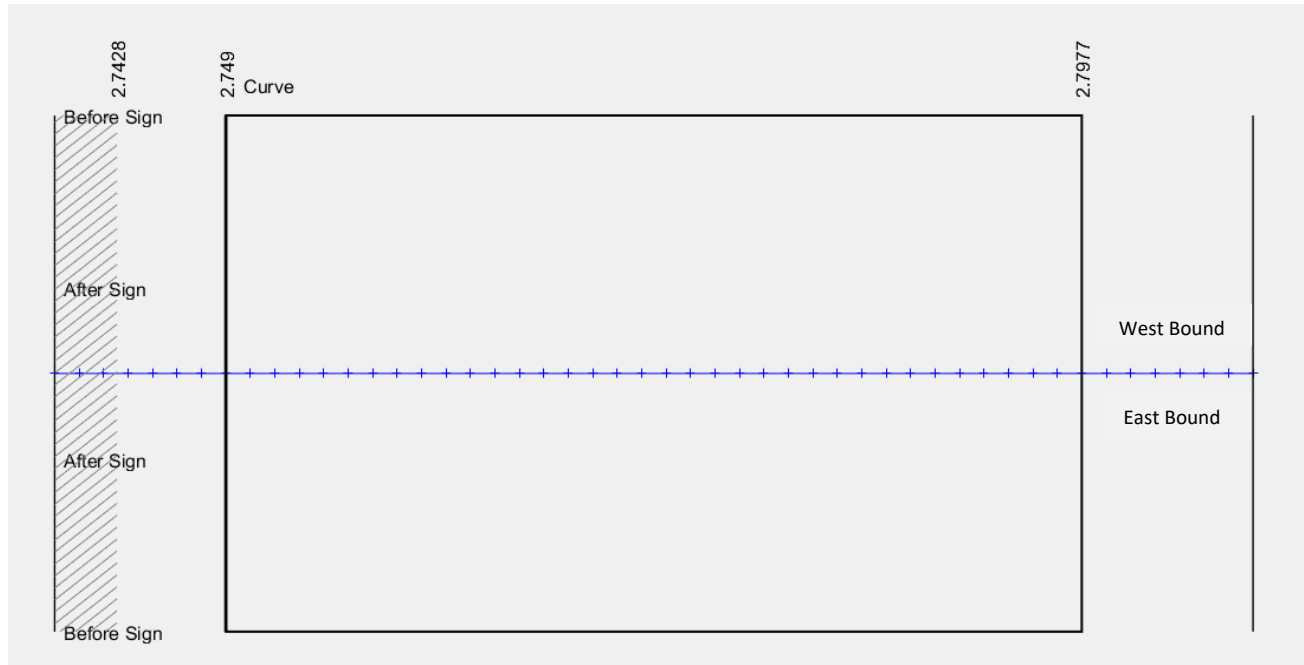 2.7428
2.749
Curve
2.7977
Before Sign
After Sign
West Bound
East Bound
After Sign
Before Sign